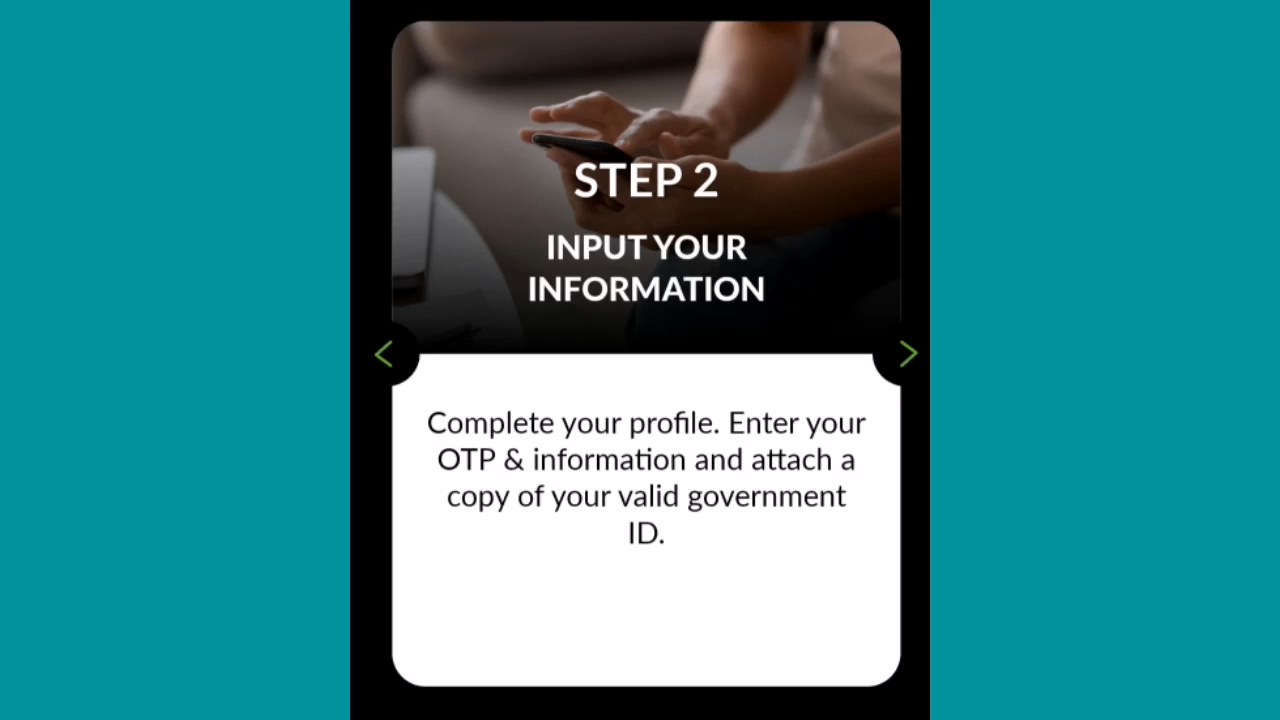 STEP 2
INPUT YOUR
INFORMATION
Complete your profile. Enter your
OTP & information and attach a
copy of your valid government
ID.